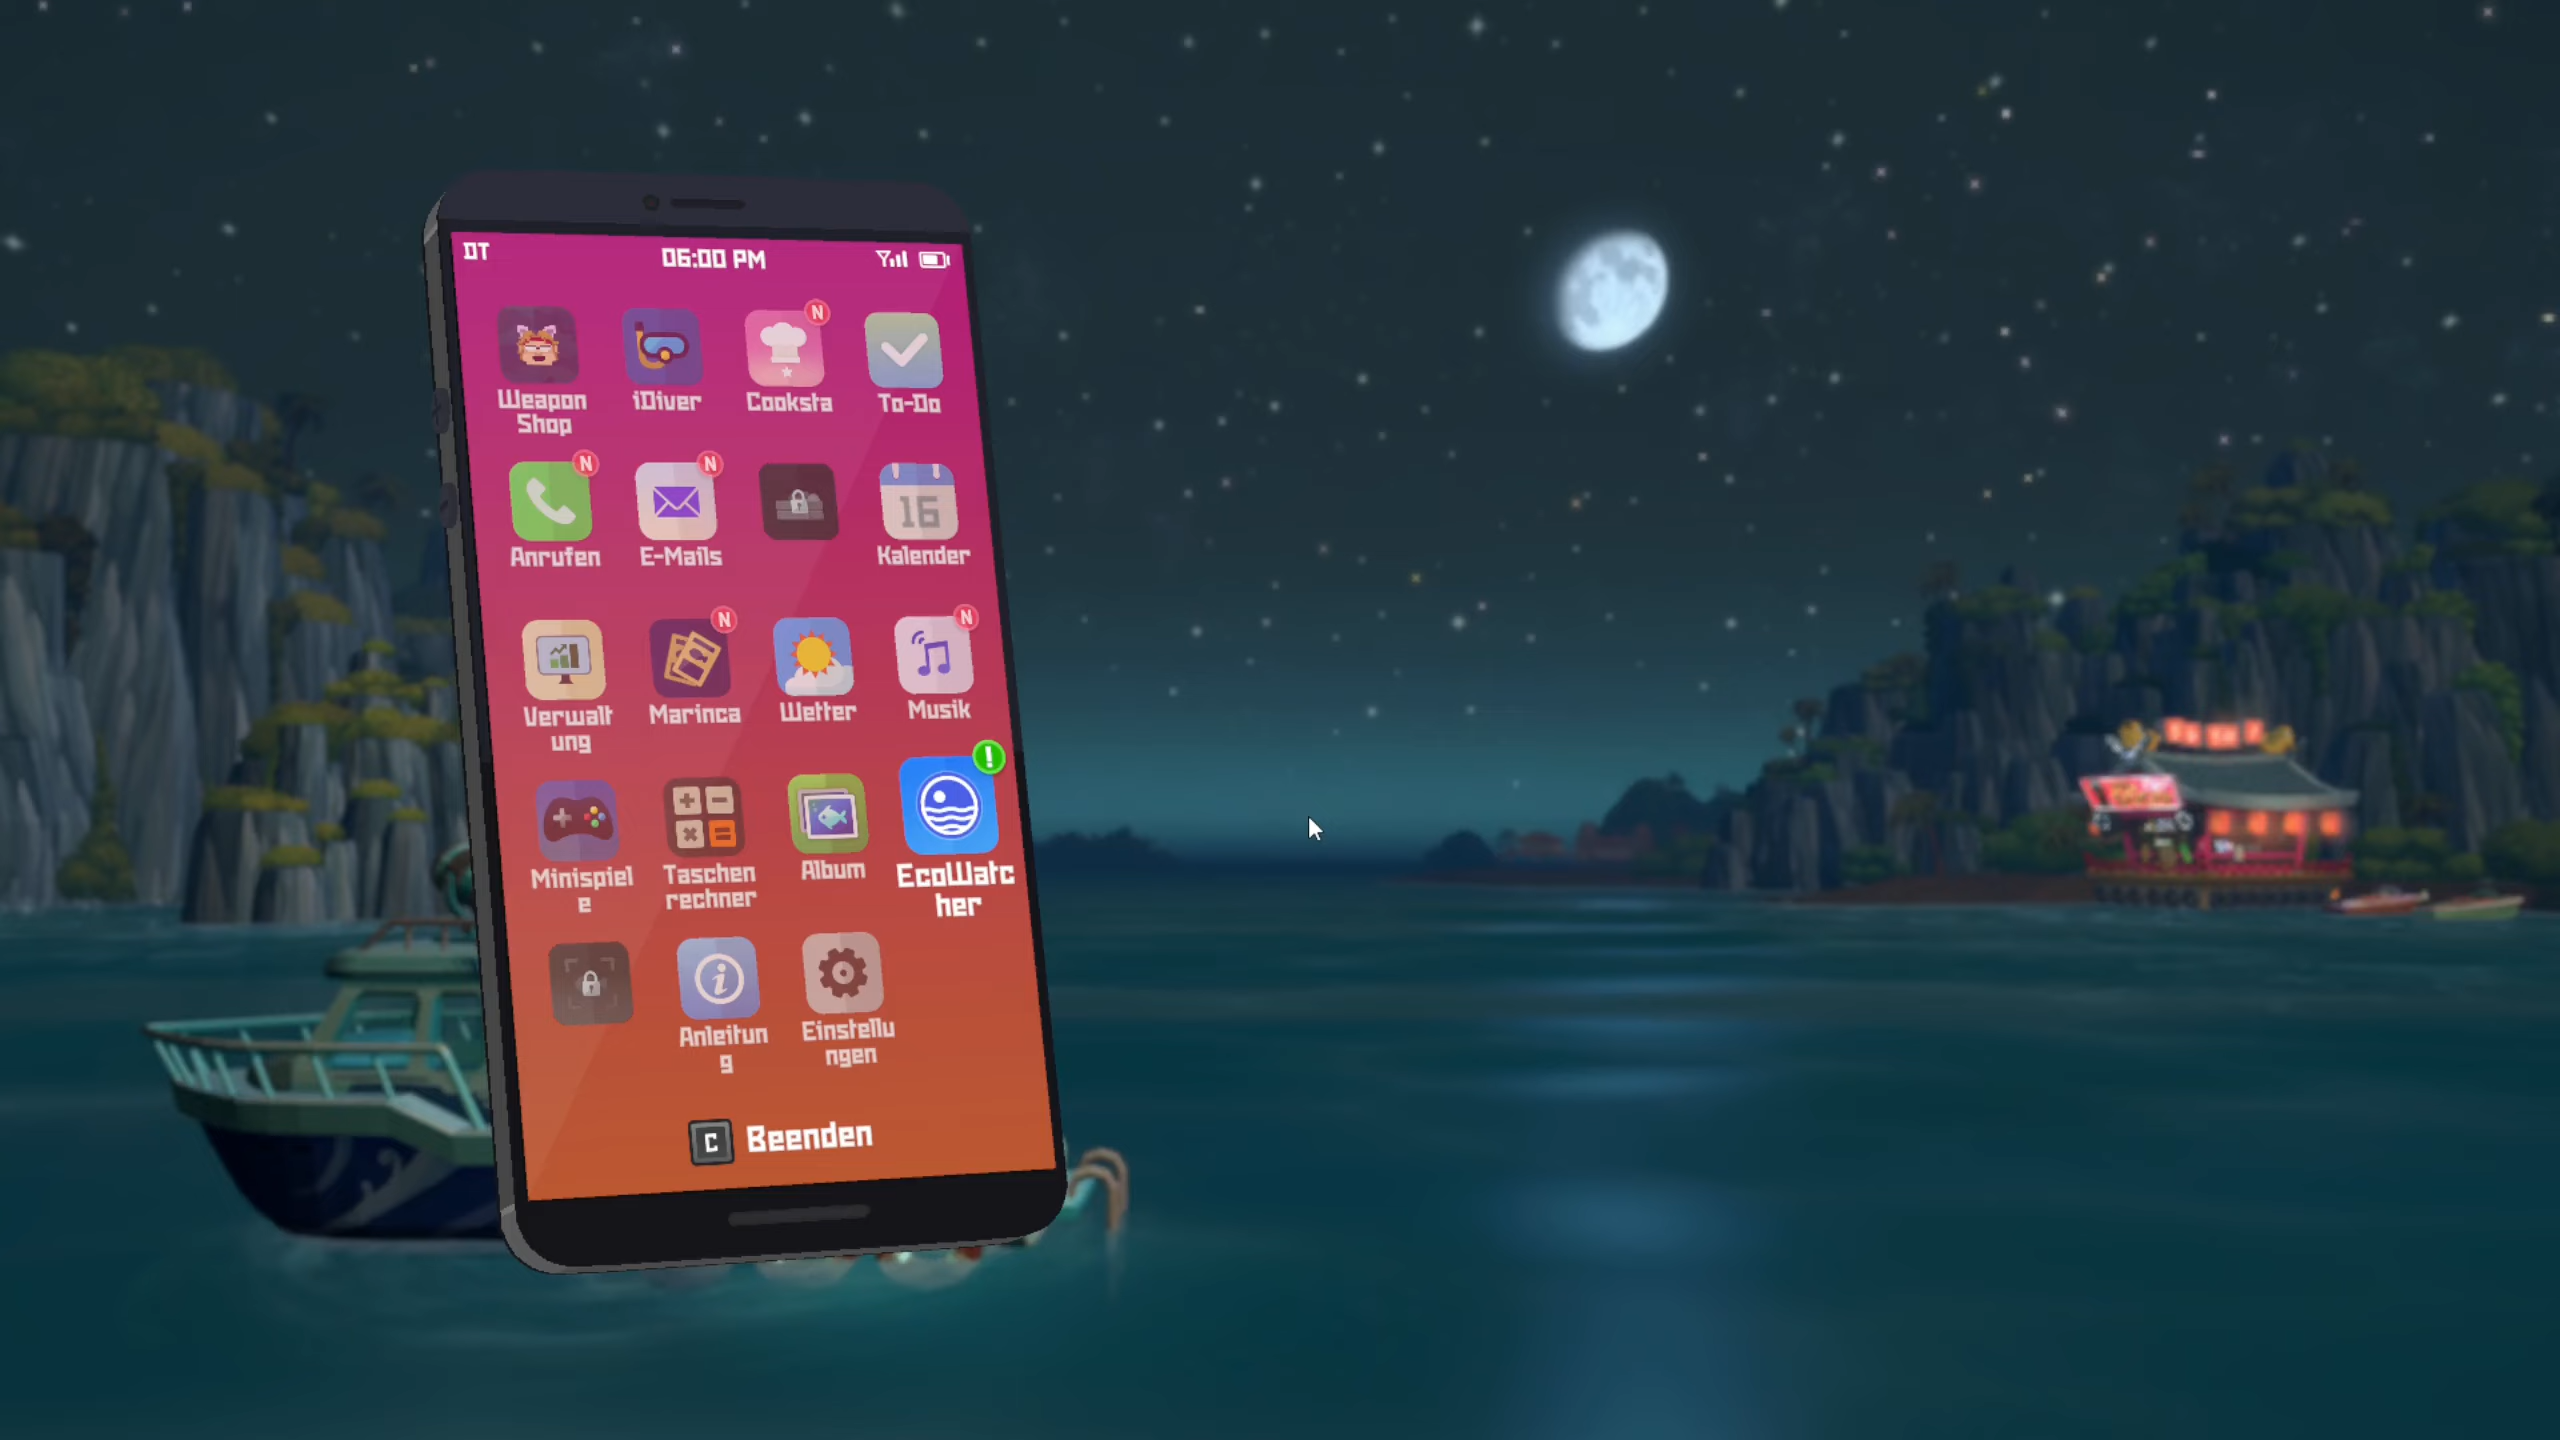 DT 06:00 PM
Weapon Shop
iDiver
Cooksta
N
To-Do
Anrufen
N
E-Mails
N
16
Kalender
Verwalt
ung
Marinca
N
Wetter
Musik
N
Minispiel
e
Taschen
rechner
Album
EcoWatc
her
!
Anleitun
g
Einstellu
ngen
C Beenden